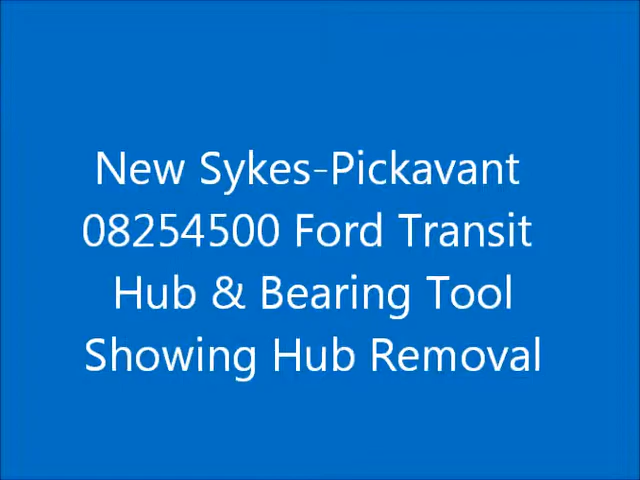 New Sykes-Pickavant
08254500 Ford Transit
Hub & Bearing Tool
Showing Hub Removal